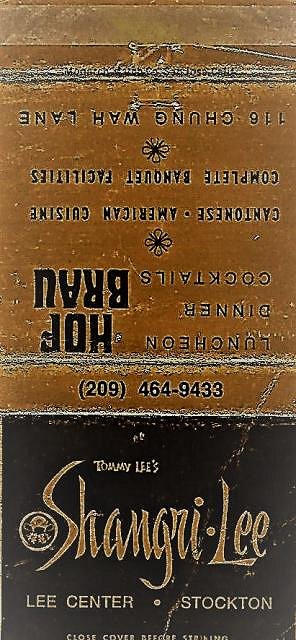 116 CHUNG WAH LANE
COMPLETE BANQUET FACILITIES
CANTONESE • AMERICAN CUISINE
HOF BRAU
LUNCHEON
DINNER
COCKTAILS
(209) 464-9433
TOMMY LEE'S
Shangri-Lee
LEE CENTER • STOCKTON
CLOSE COVER BEFORE STRIKING